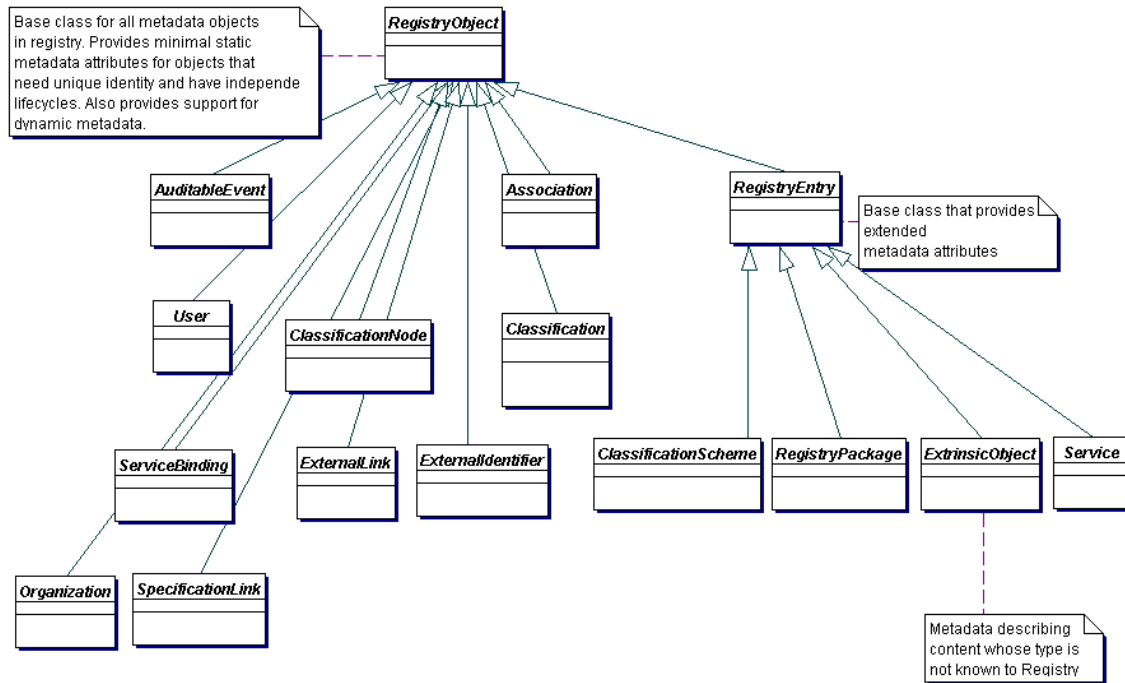 Base class for all metadata objects
in registry. Provides minimal static
metadata attributes for objects that
need unique identity and have independe
lifecycles. Also provides support for
dynamic metadata.
RegistryObject
AuditableEvent
Association
RegistryEntry
Base class that provides
extended
metadata attributes
User
ClassificationNode
Classification
ServiceBinding
ExternalLink
ExternalIdentifier
ClassificationScheme
RegistryPackage
ExtrinsicObject
Service
Organization
SpecificationLink
Metadata describing
content whose type is
not known to Registry